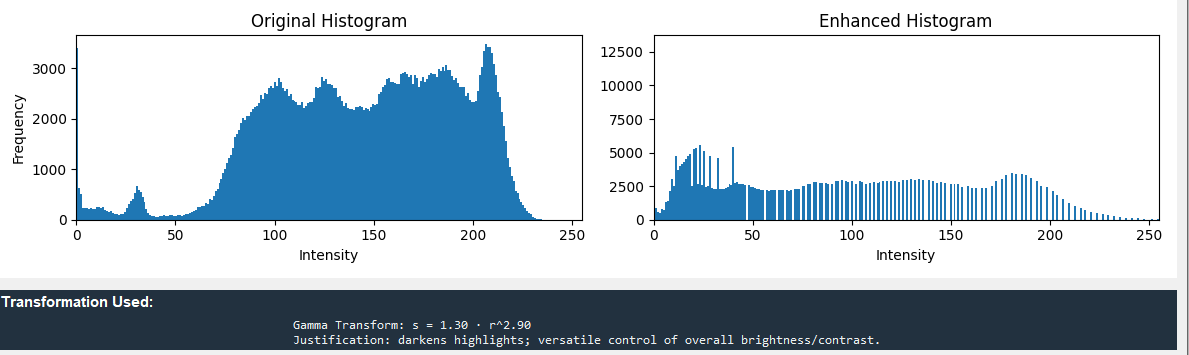 Original Histogram
Enhanced Histogram
Frequency
3000
2000
1000
0
0 50 100 150 200 250
Intensity
12500
10000
7500
5000
2500
0
0 50 100 150 200 250
Intensity
Transformation Used:
Gamma Transform: s = 1.30 · r^2.90
Justification: darkens highlights; versatile control of overall brightness/contrast.